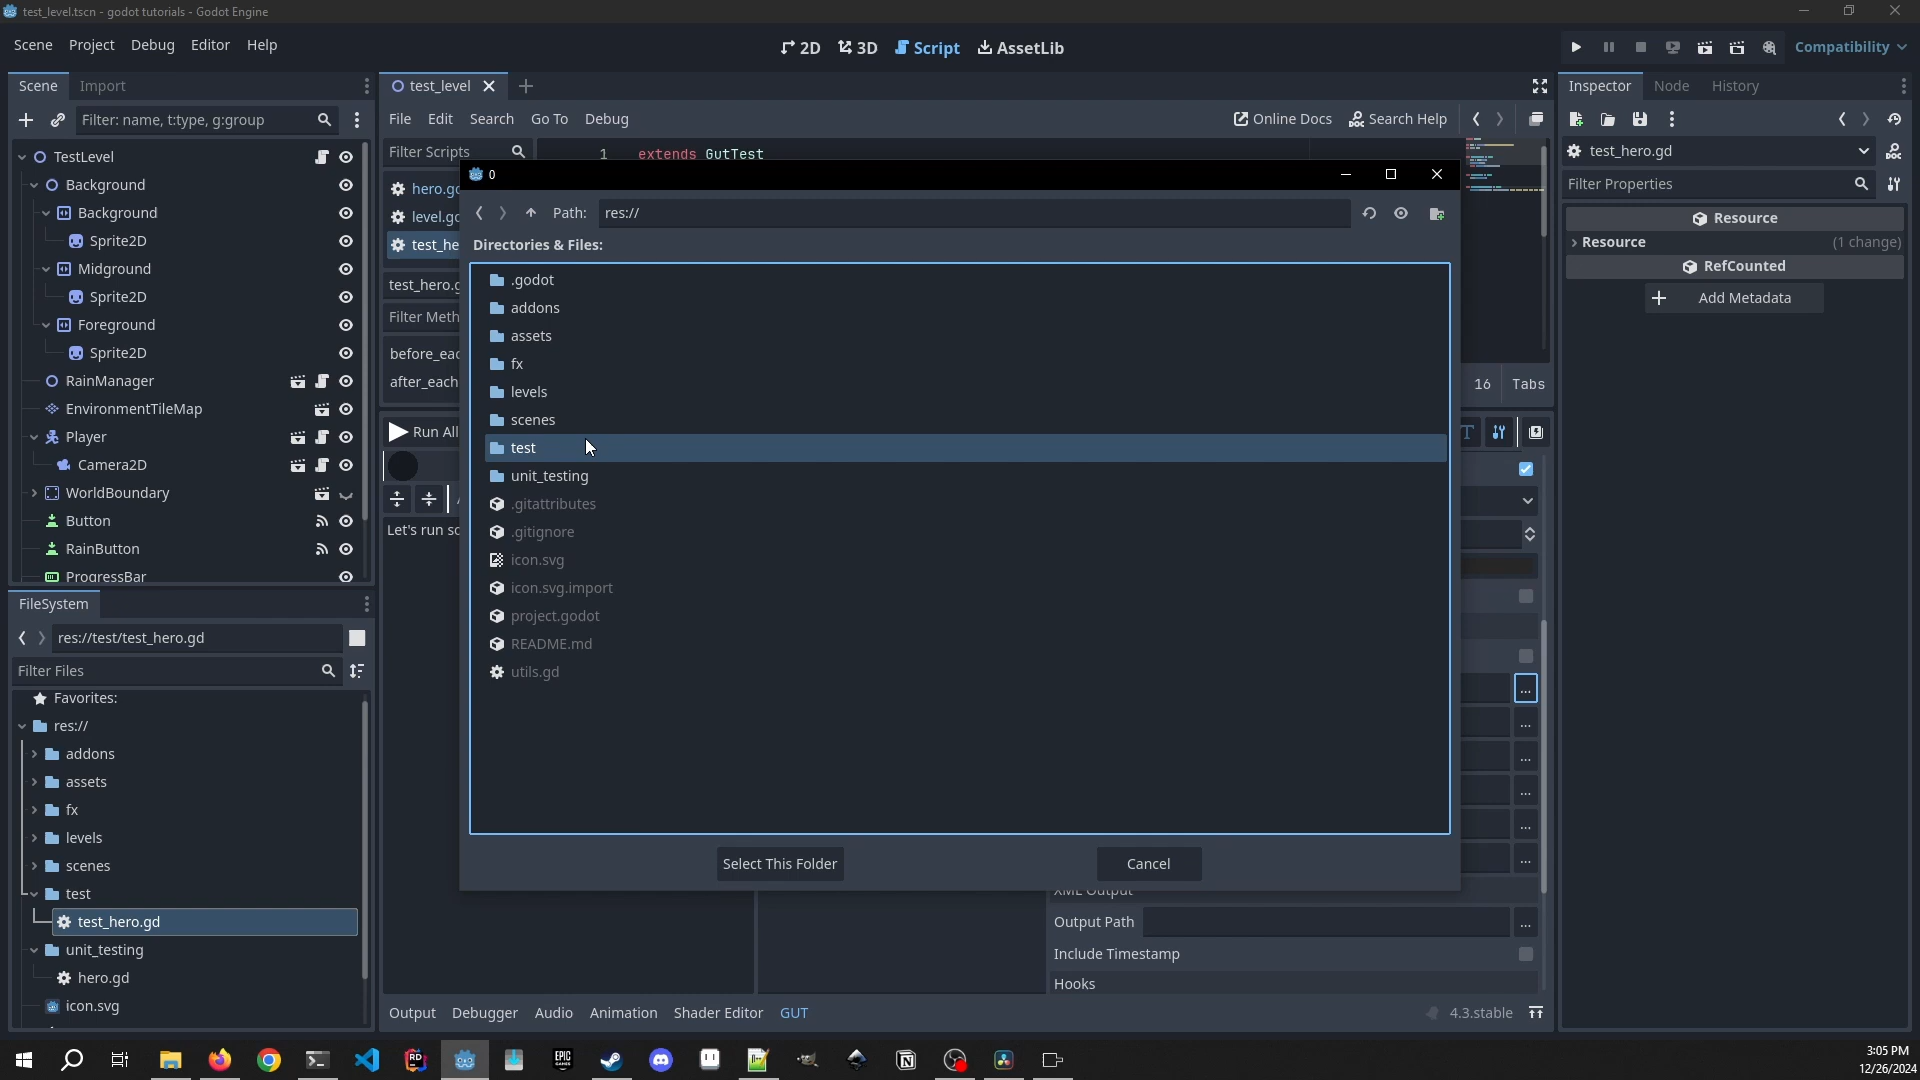 test_level.tscn - godot tutorials - Godot Engine
Scene Project Debug Editor Help
2D 3D Script AssetLib
Compatibility
Scene Import
test_level
Inspector Node History
Filter: name, t:type, g:group
File Edit Search Go To Debug
Online Docs Search Help
Filter Scripts
1 extends GutTest
test_hero.gd
TestLevel
Background
Background
Sprite2D
Midground
Sprite2D
Foreground
Sprite2D
RainManager
EnvironmentTileMap
Player
Camera2D
WorldBoundary
Button
RainButton
ProgressBar
hero.gd
level.gd
test_he
test_hero.g
Filter Meth
before_eac
after_each
Run All
Let's run sc
0
Path: res://
Directories & Files:
.godot
addons
assets
fx
levels
scenes
test
unit_testing
.gitattributes
.gitignore
icon.svg
icon.svg.import
project.godot
README.md
utils.gd
Select This Folder Cancel
16 Tabs
Filter Properties
Resource
Resource (1 change)
RefCounted
Add Metadata
...
...
...
...
...
...
XML Output
Output Path ...
Include Timestamp
Hooks
FileSystem
res://test/test_hero.gd
Filter Files
Favorites:
res://
addons
assets
fx
levels
scenes
test
test_hero.gd
unit_testing
hero.gd
icon.svg
Output Debugger Audio Animation Shader Editor GUT
4.3.stable
3:05 PM
12/26/2024